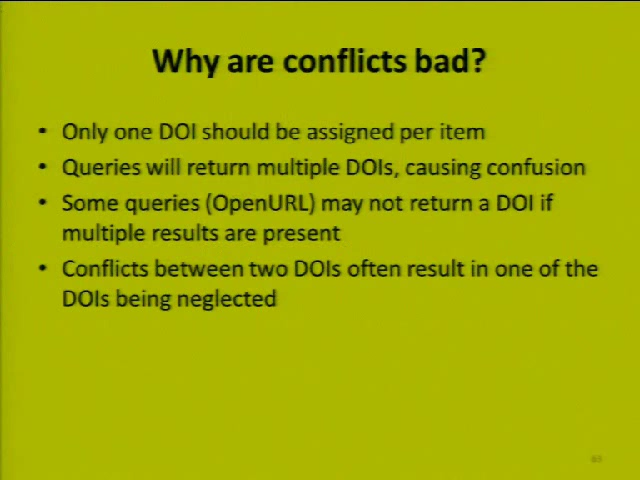 Why are conflicts bad?
• Only one DOI should be assigned per item
• Queries will return multiple DOIs, causing confusion
• Some queries (OpenURL) may not return a DOI if
multiple results are present
• Conflicts between two DOIs often result in one of the
DOIs being neglected